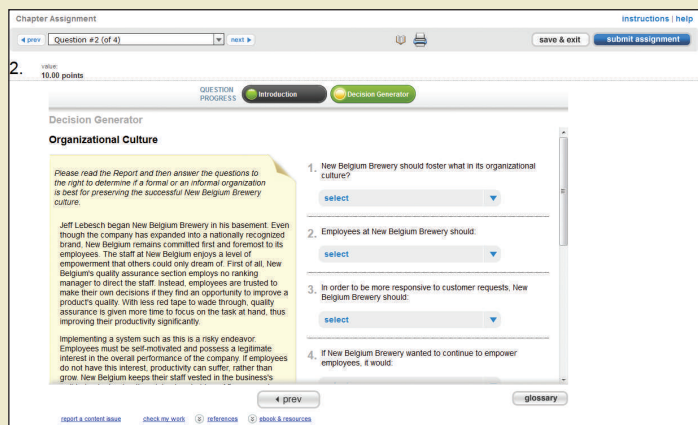 Chapter Assignment
instructions | help
prev
Question #2 (of 4)
next
save & exit
submit assignment
2.
value:
10.00 points
QUESTION
PROGRESS
Introduction
Decision Generator
Decision Generator
Organizational Culture
Please read the Report and then answer the questions to
the right to determine if a formal or an informal organization
is best for preserving the successful New Belgium Brewery
culture.
Jeff Lebesch began New Belgium Brewery in his basement. Even
though the company has expanded into a nationally recognized
brand, New Belgium remains committed first and foremost to its
employees. The staff at New Belgium enjoys a level of
empowerment that others could only dream of. First of all, New
Belgium's quality assurance section employs no ranking
manager to direct the staff. Instead, employees are trusted to
make their own decisions if they find an opportunity to improve a
product's quality. With less red tape to wade through, quality
assurance is given more time to focus on the task at hand, thus
improving their productivity significantly.
Implementing a system such as this is a risky endeavor.
Employees must be self-motivated and possess a legitimate
interest in the overall performance of the company. If employees
do not have this interest, productivity can suffer, rather than
grow. New Belgium keeps their staff vested in the business's
1. New Belgium Brewery should foster what in its organizational
culture?
select
2. Employees at New Belgium Brewery should:
select
3. In order to be more responsive to customer requests, New
Belgium Brewery should:
select
4. If New Belgium Brewery wanted to continue to empower
employees, it would:
prev
glossary
report a content issue
check my work
references
ebook & resources